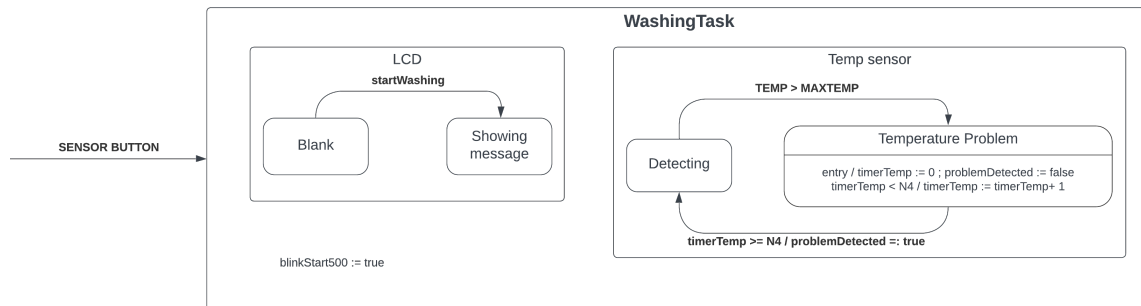 WashingTask
LCD
startWashing
Blank
Showing
message
Temp sensor
TEMP > MAXTEMP
Detecting
Temperature Problem
entry / timerTemp := 0 ; problemDetected := false
timerTemp < N4 / timerTemp := timerTemp+ 1
timerTemp >= N4 / problemDetected =: true
SENSOR BUTTON
blinkStart500 := true